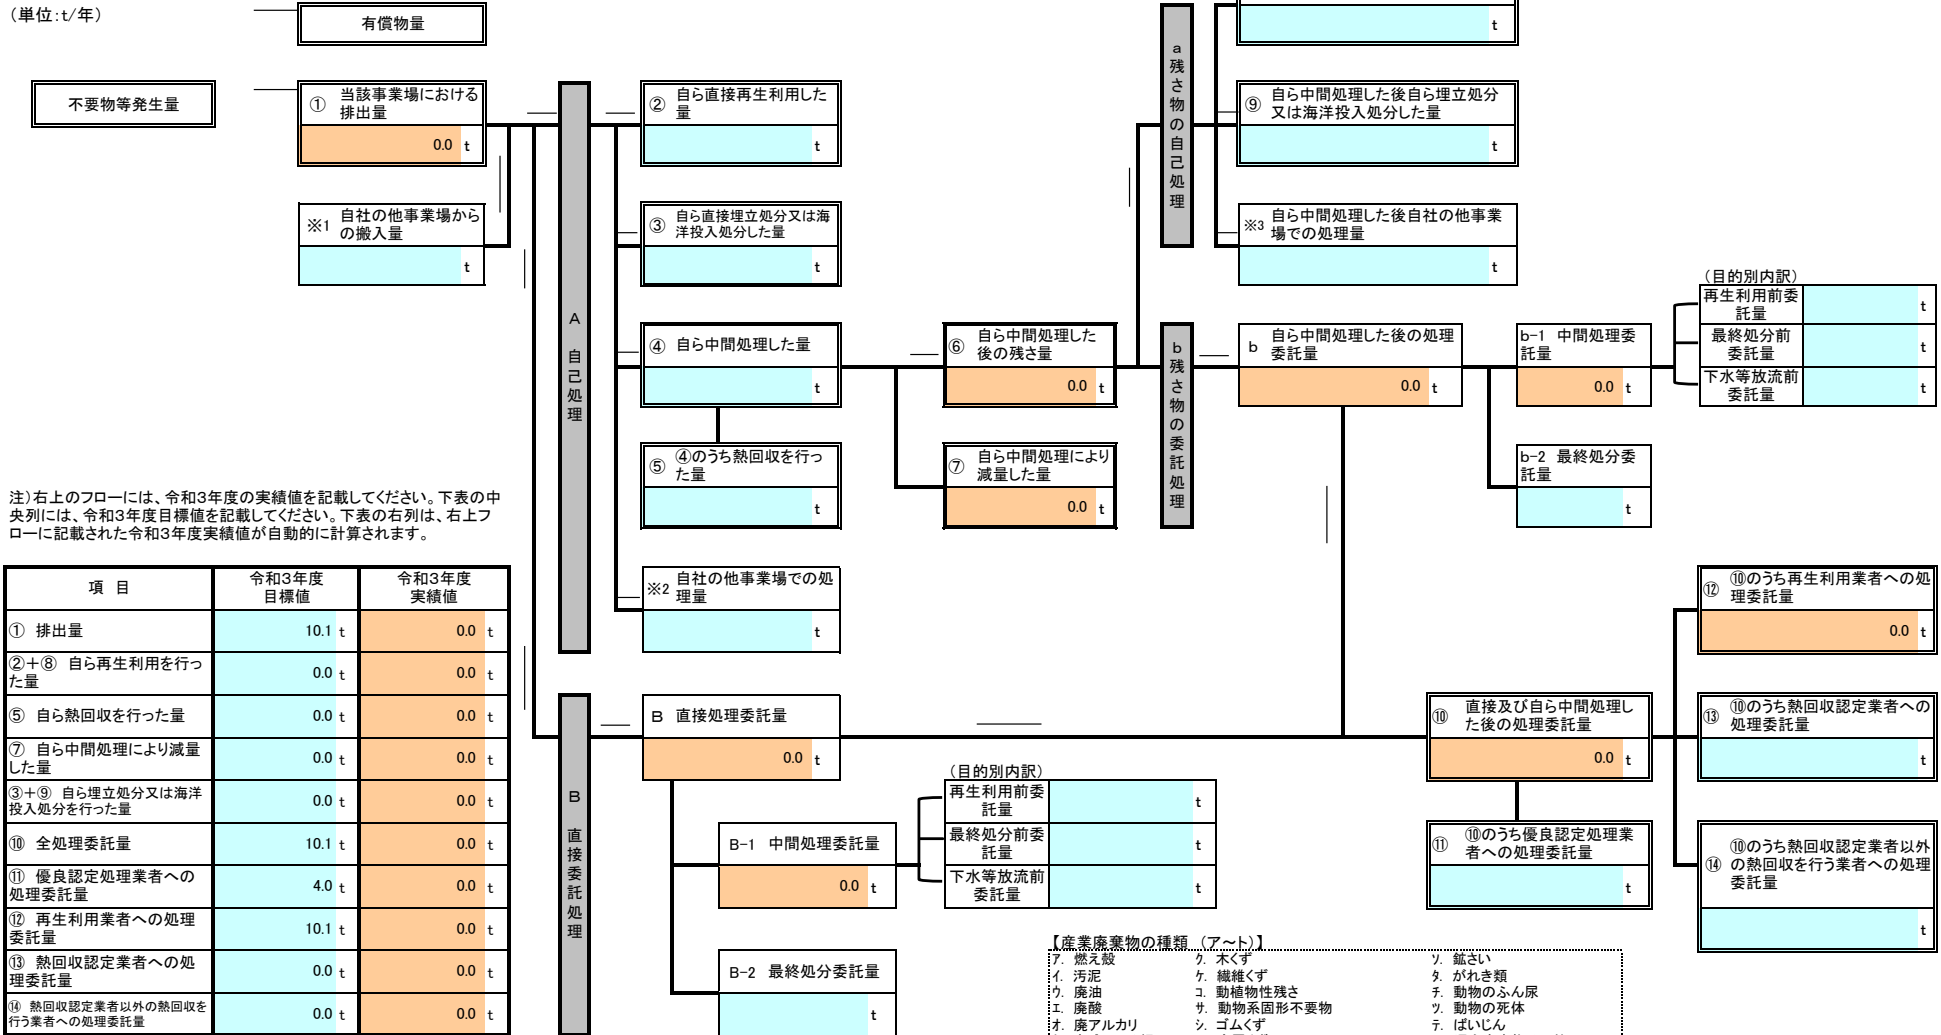 (単位:t/年)
有償物量
不要物等発生量
① 当該事業場における
排出量
0.0 t
※1 自社の他事業場から
の搬入量
t
A 自己処理
② 自ら直接再生利用した
量
t
③ 自ら直接埋立処分又は海
洋投入処分した量
t
④ 自ら中間処理した量
t
⑤ ④のうち熱回収を行っ
た量
t
※2 自社の他事業場での処
理量
t
⑥ 自ら中間処理した
後の残さ量
0.0 t
⑦ 自ら中間処理により
減量した量
0.0 t
a 残さ物の自己処理
t
⑨ 自ら中間処理した後自ら埋立処分
又は海洋投入処分した量
t
※3 自ら中間処理した後自社の他事業
場での処理量
t
b 残さ物の委託処理
b 自ら中間処理した後の処理
委託量
0.0 t
b-1 中間処理委
託量
0.0 t
b-2 最終処分委
託量
t
(目的別内訳)
再生利用前委
託量
t
最終処分前
委託量
t
下水等放流前
委託量
t
注)右上のフローには、令和3年度の実績値を記載してください。下表の中
央列には、令和3年度目標値を記載してください。下表の右列は、右上フ
ローに記載された令和3年度実績値が自動的に計算されます。
項 目 令和3年度 目標値 令和3年度 実績値
① 排出量 10.1 t 0.0 t
②+⑧ 自ら再生利用を行っ
た量 0.0 t 0.0 t
⑤ 自ら熱回収を行った量 0.0 t 0.0 t
⑦ 自ら中間処理により減量
した量 0.0 t 0.0 t
③+⑨ 自ら埋立処分又は海洋
投入処分を行った量 0.0 t 0.0 t
⑩ 全処理委託量 10.1 t 0.0 t
⑪ 優良認定処理業者への
処理委託量 4.0 t 0.0 t
⑫ 再生利用業者への処理
委託量 10.1 t 0.0 t
⑬ 熱回収認定業者への処
理委託量 0.0 t 0.0 t
⑭ 熱回収認定業者以外の熱回収を
行う業者への処理委託量 0.0 t 0.0 t
B 直接委託処理
B 直接処理委託量
0.0 t
B-1 中間処理委託量
0.0 t
B-2 最終処分委託量
t
(目的別内訳)
再生利用前委
託量
t
最終処分前委
託量
t
下水等放流前
委託量
t
⑩ 直接及び自ら中間処理し
た後の処理委託量
0.0 t
⑪ ⑩のうち優良認定処理業
者への処理委託量
t
⑫ ⑩のうち再生利用業者への処
理委託量
0.0 t
⑬ ⑩のうち熱回収認定業者への
処理委託量
t
⑭ ⑩のうち熱回収認定業者以外
の熱回収を行う業者への処理
委託量
t
【産業廃棄物の種類 (ア~ト)】
ア. 燃え殻 ク. 木くず ソ. 鉱さい
イ. 汚泥 ケ. 繊維くず タ. がれき類
ウ. 廃油 コ. 動植物性残さ チ. 動物のふん尿
エ. 廃酸 サ. 動物系固形不要物 ツ. 動物の死体
オ. 廃アルカリ シ. ゴムくず テ. ばいじん